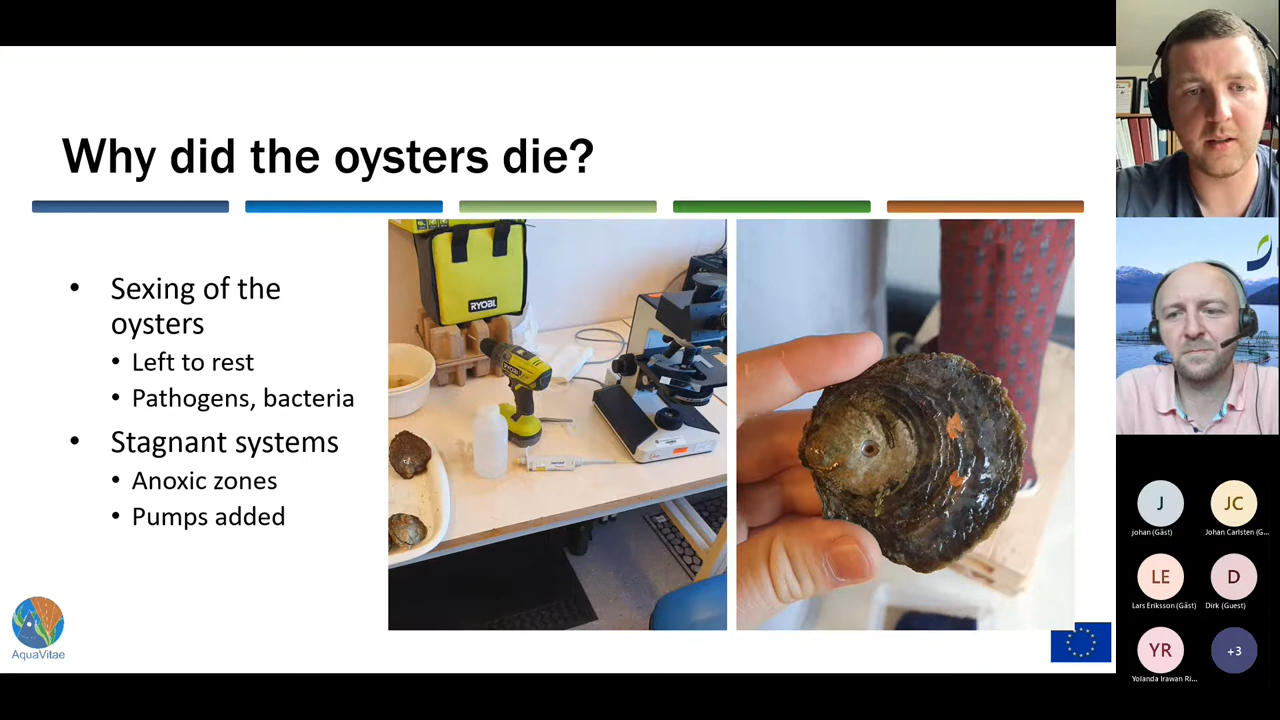 Why did the oysters die?
• Sexing of the
oysters
• Left to rest
• Pathogens, bacteria
• Stagnant systems
• Anoxic zones
• Pumps added
RYOBI
AquaVitae
J
JC
johan (Gäst)
Johan Carlsten (G...
LE
D
Lars Eriksson (Gäst)
Dirk (Guest)
YR
+3
Yolanda Irawan Ri...